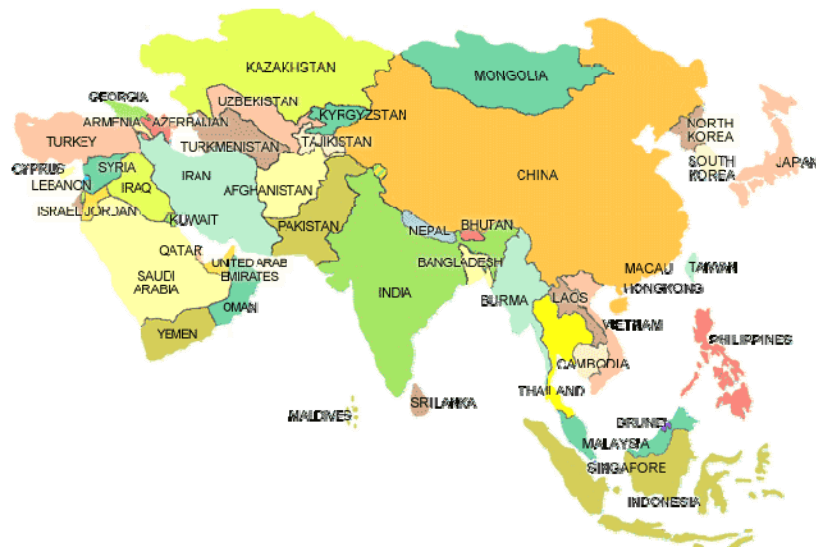 KAZAKHSTAN
MONGOLIA
GEORGIA
UZBEKISTAN
KYRGYZSTAN
ARMENIA
AZERBAIJAN
NORTH
KOREA
TURKEY
TURKMENISTAN
TAJIKISTAN
SOUTH
KOREA
JAPAN
CYPRUS
SYRIA
IRAN
CHINA
LEBANON
IRAQ
AFGHANISTAN
ISRAEL
JORDAN
KUWAIT
PAKISTAN
NEPAL
BHUTAN
QATAR
UNITED ARAB
EMIRATES
BANGLADESH
MACAU
TAIWAN
SAUDI
ARABIA
INDIA
BURMA
LAOS
HONGKONG
OMAN
YEMEN
VIETNAM
PHILIPPINES
CAMBODIA
THAILAND
MALDIVES
SRI LANKA
BRUNEI
MALAYSIA
SINGAPORE
INDONESIA